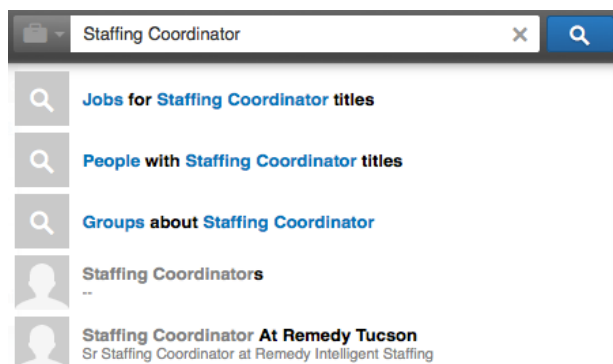 Staffing Coordinator
Jobs for Staffing Coordinator titles
People with Staffing Coordinator titles
Groups about Staffing Coordinator
Staffing Coordinators
--
Staffing Coordinator At Remedy Tucson
Sr Staffing Coordinator at Remedy Intelligent Staffing